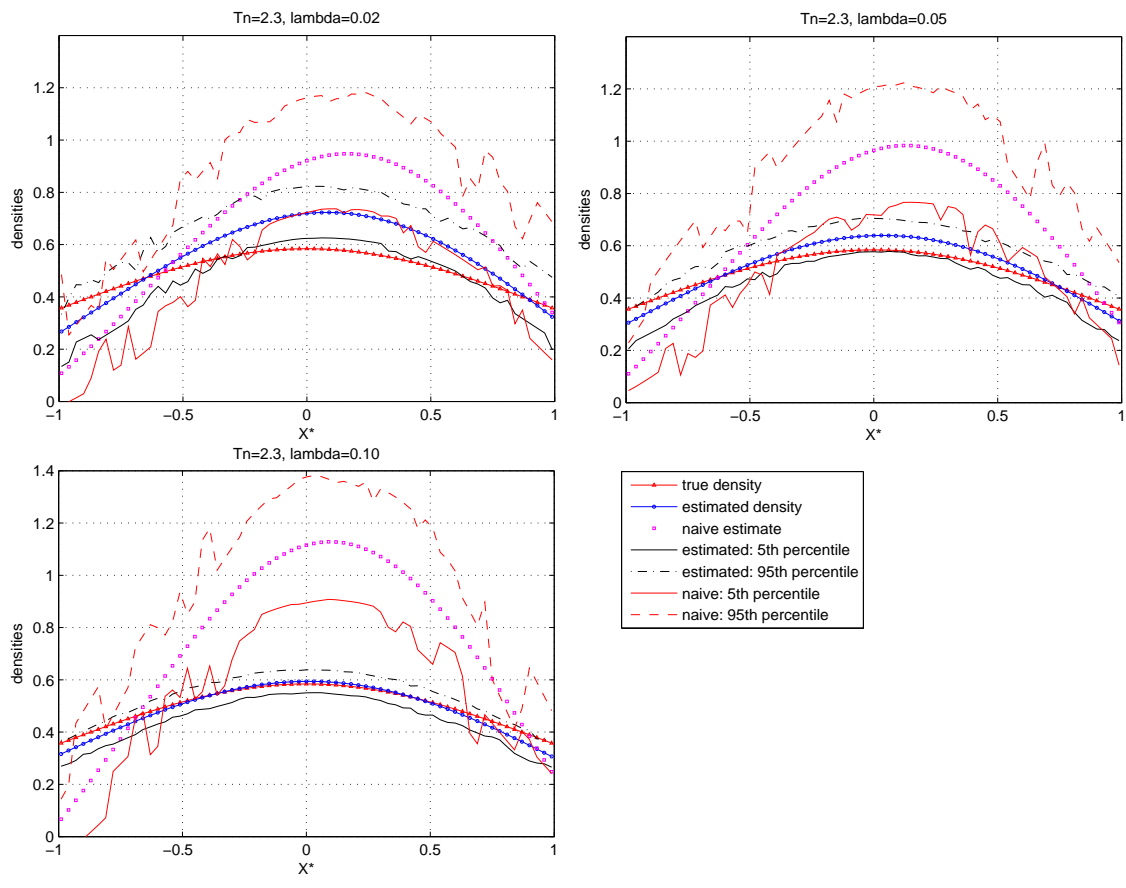 Tn=2.3, lambda=0.02
densities
1.2
1
0.8
0.6
0.4
0.2
0
−1
−0.5
0
0.5
1
X*
Tn=2.3, lambda=0.05
densities
1.2
1
0.8
0.6
0.4
0.2
0
−1
−0.5
0
0.5
1
X*
Tn=2.3, lambda=0.10
densities
1.4
1.2
1
0.8
0.6
0.4
0.2
0
−1
−0.5
0
0.5
1
X*
true density
estimated density
naive estimate
estimated: 5th percentile
estimated: 95th percentile
naive: 5th percentile
naive: 95th percentile